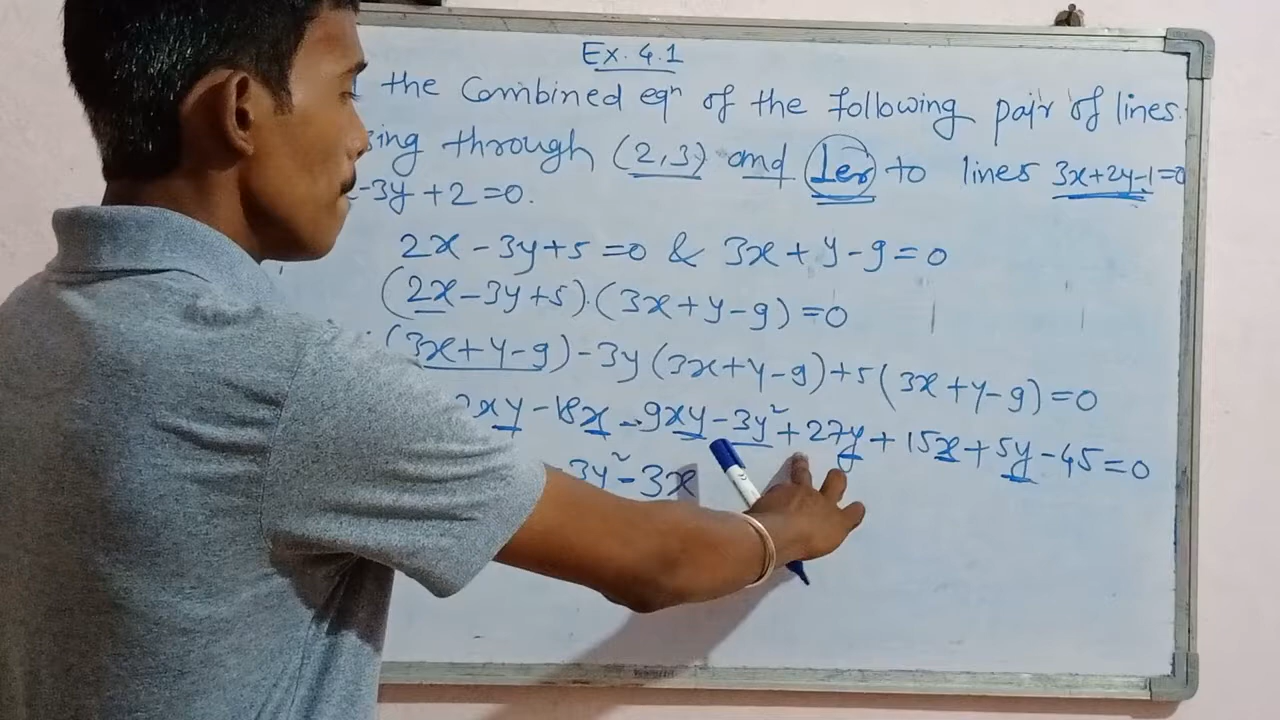 Ex. 4.1
the Combined eqⁿ of the following pair of lines
sing through (2,3) and ⊥er to lines 3x+2y-1=0
-3y+2=0.
2x-3y+5=0 & 3x+y-9=0
(2x-3y+5).(3x+y-9)=0
(3x+y-9)-3y(3x+y-9)+5(3x+y-9)=0
2xy-18x-9xy-3y²+27y+15x+5y-45=0
-3y²-3x